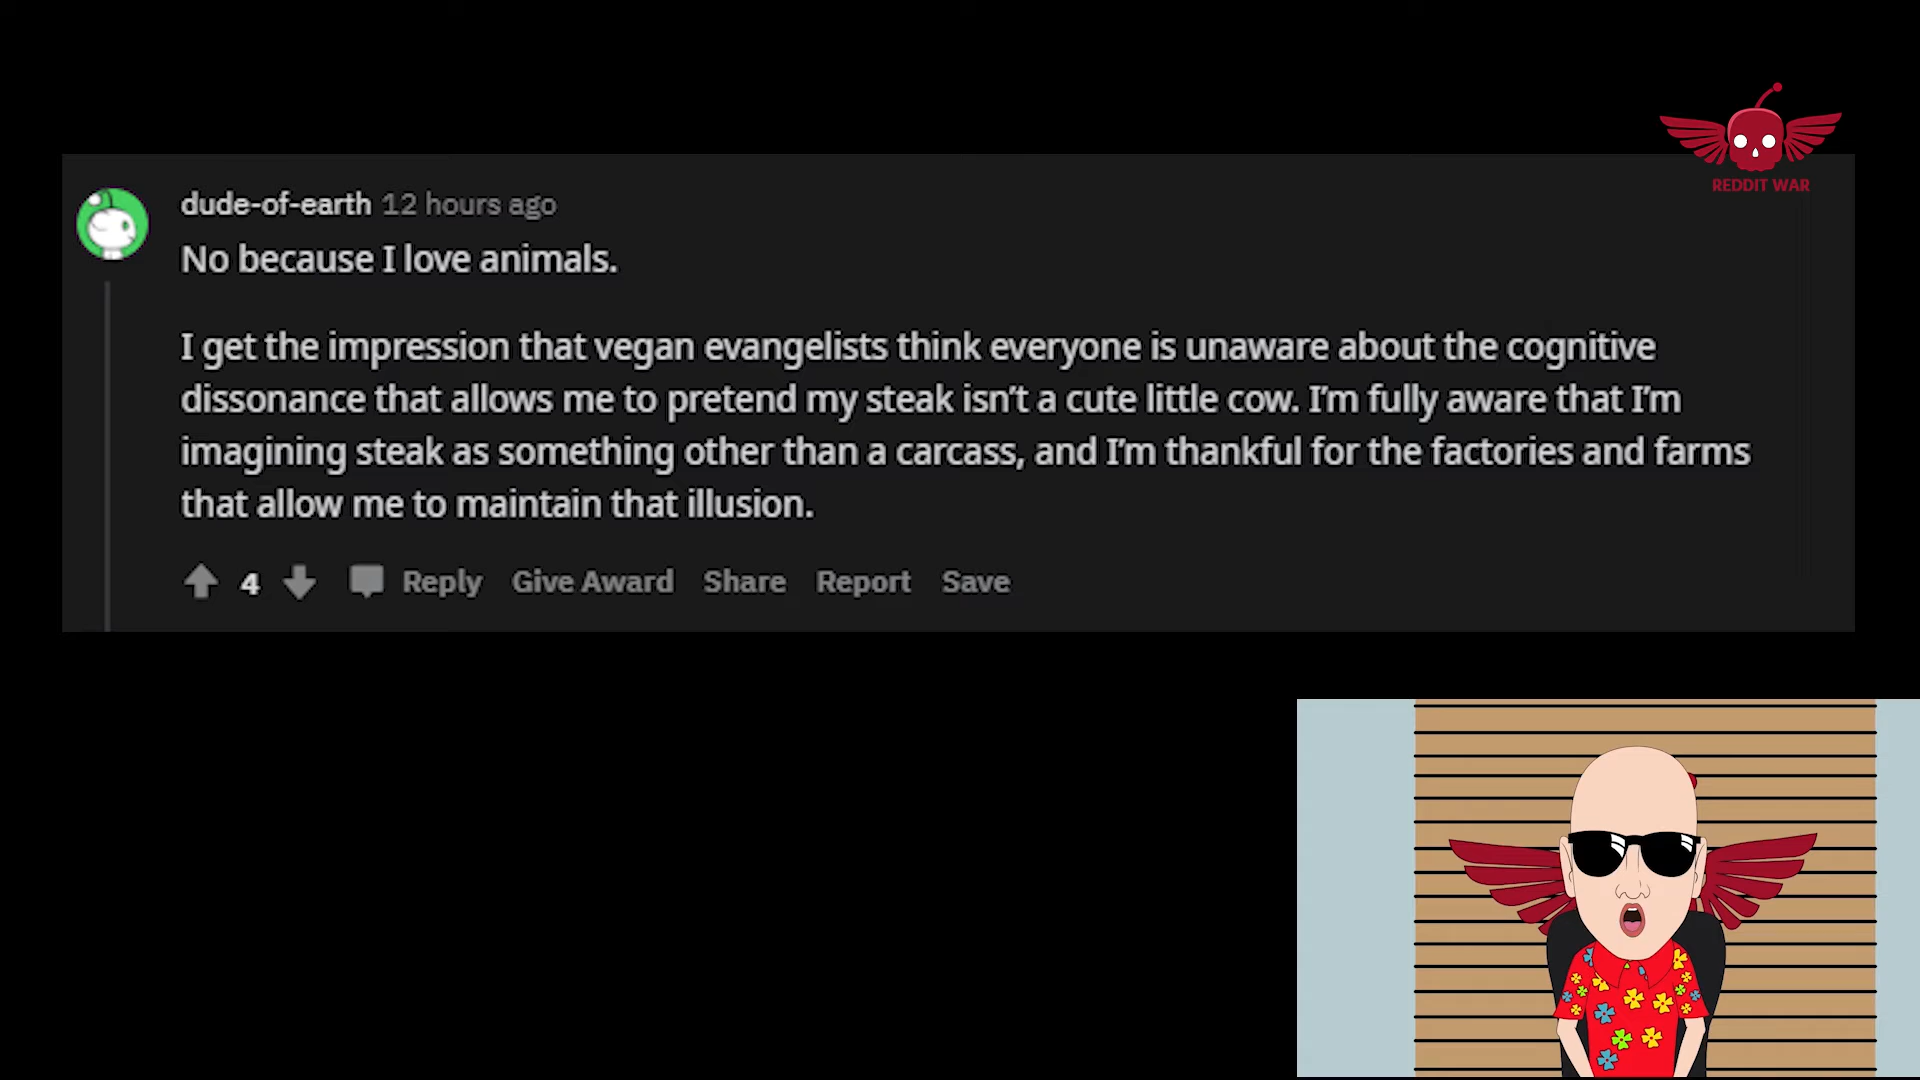 REDDIT WAR
dude-of-earth 12 hours ago
No because I love animals.
I get the impression that vegan evangelists think everyone is unaware about the cognitive
dissonance that allows me to pretend my steak isn't a cute little cow. I'm fully aware that I'm
imagining steak as something other than a carcass, and I'm thankful for the factories and farms
that allow me to maintain that illusion.
4 Reply Give Award Share Report Save